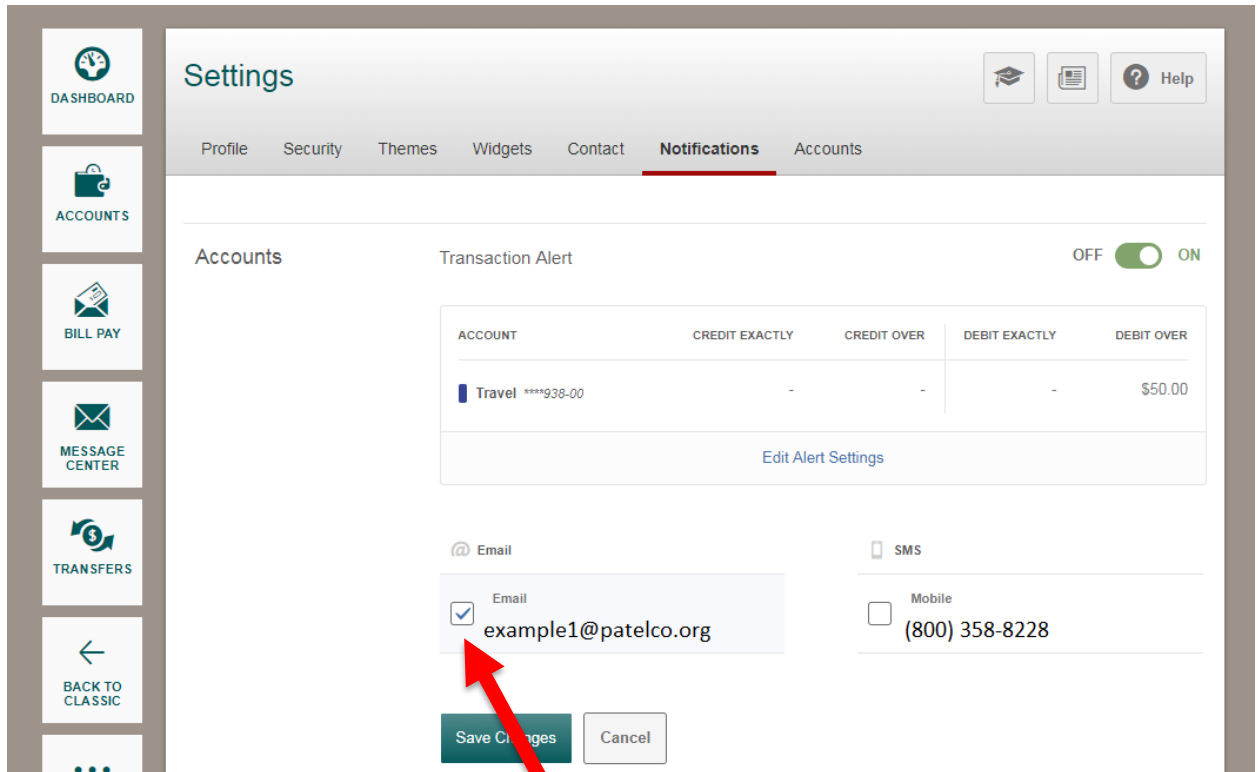 DASHBOARD
ACCOUNTS
BILL PAY
MESSAGE
CENTER
TRANSFERS
BACK TO
CLASSIC
Settings
? Help
Profile Security Themes Widgets Contact Notifications Accounts
Accounts
Transaction Alert
OFF ON
ACCOUNT CREDIT EXACTLY CREDIT OVER DEBIT EXACTLY DEBIT OVER
Travel ****938-00 - - - $50.00
Edit Alert Settings
@ Email
Email
example1@patelco.org
SMS
Mobile
(800) 358-8228
Save Changes Cancel